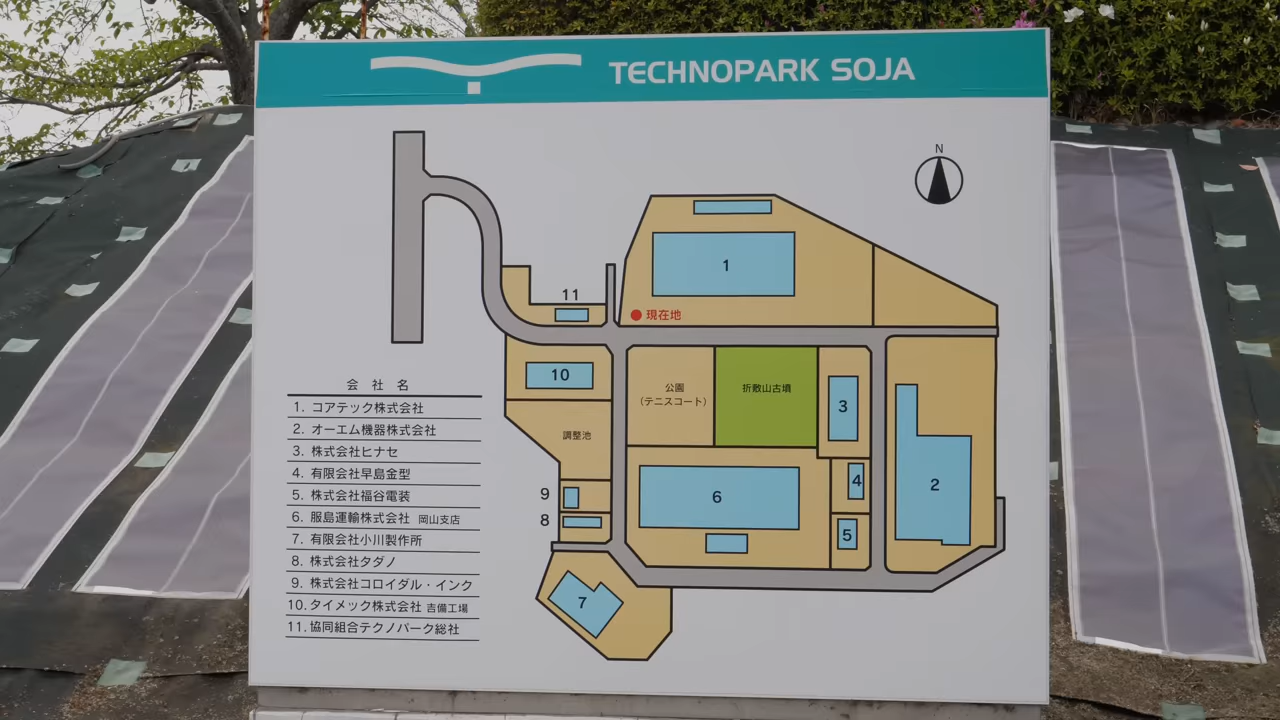 TECHNOPARK SOJA
N
1
11
現在地
10
公園
(テニスコート)
折敷山古墳
3
調整池
2
4
9
6
8
5
7
会社名
1. コアテック株式会社
2. オーエム機器株式会社
3. 株式会社ヒナセ
4. 有限会社早島金型
5. 株式会社福谷電装
6. 服島運輸株式会社 岡山支店
7. 有限会社小川製作所
8. 株式会社タダノ
9. 株式会社コロイダル・インク
10. タイメック株式会社 吉備工場
11. 協同組合テクノパーク総社